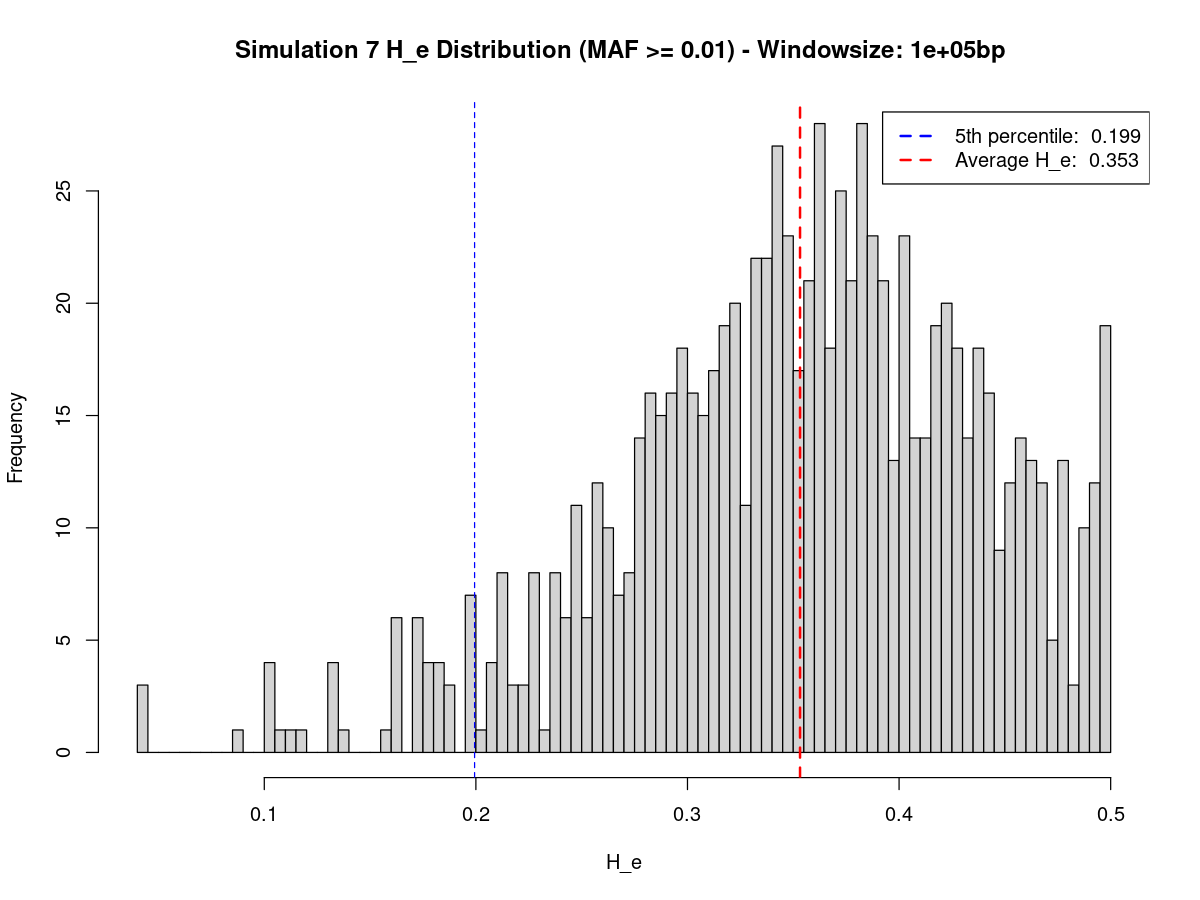 Simulation 7 H_e Distribution (MAF >= 0.01) - Windowsize: 1e+05bp
5th percentile: 0.199
Average H_e: 0.353
Frequency
25
20
15
10
5
0
0.1 0.2 0.3 0.4 0.5
H_e